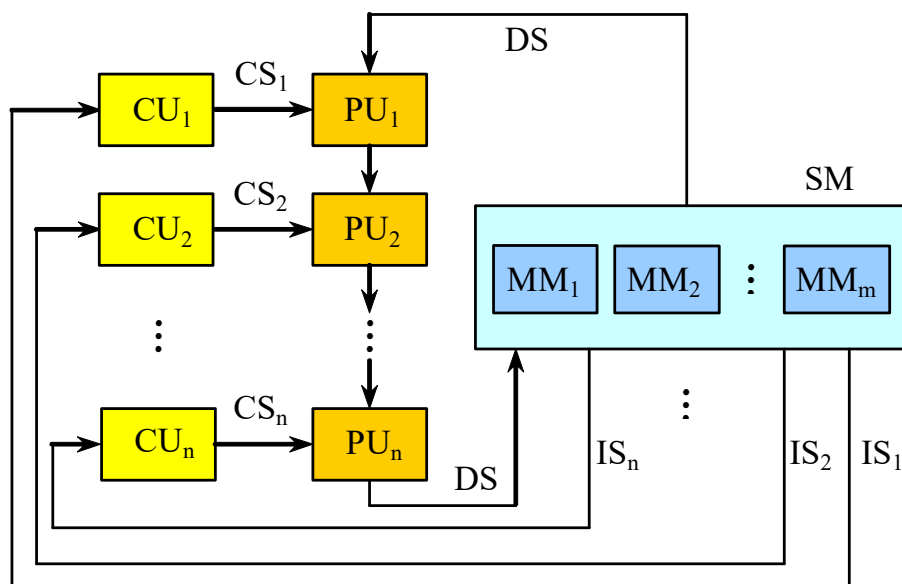 DS
CS₁
CU₁
PU₁
SM
CS₂
CU₂
PU₂
MM₁
MM₂
⋮
MMₘ
⋮
⋮
⋮
CSₙ
CUₙ
PUₙ
DS
ISₙ
IS₂
IS₁